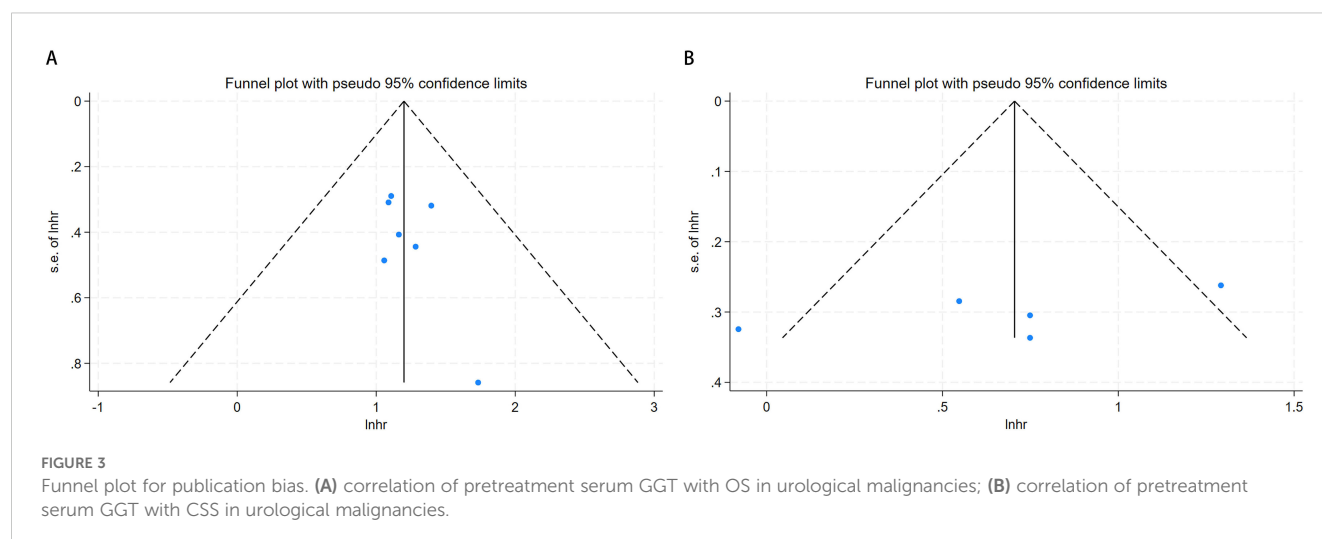 A
Funnel plot with pseudo 95% confidence limits
0
.2
.4
.6
.8
s.e. of lnhr
-1
0
1
2
3
lnhr
B
Funnel plot with pseudo 95% confidence limits
0
.1
.2
.3
.4
s.e. of lnhr
0
.5
1
1.5
lnhr
FIGURE 3
Funnel plot for publication bias. (A) correlation of pretreatment serum GGT with OS in urological malignancies; (B) correlation of pretreatment
serum GGT with CSS in urological malignancies.